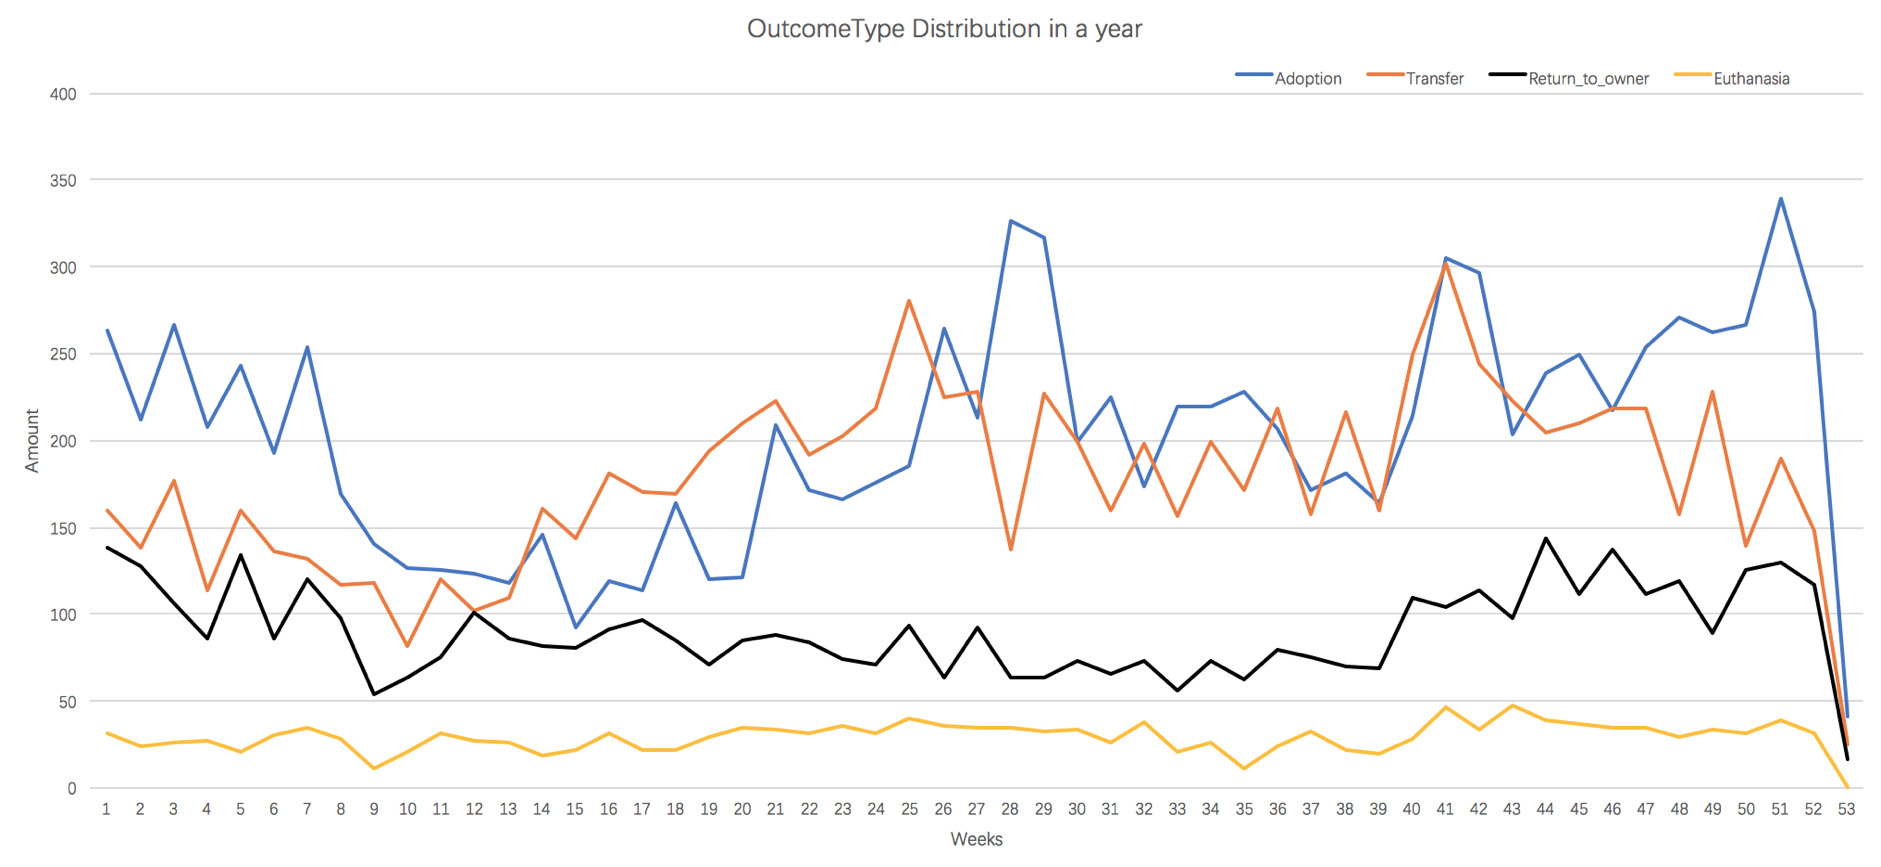 OutcomeType Distribution in a year
Adoption Transfer Return_to_owner Euthanasia
400
350
300
250
200
150
100
50
0
Amount
1 2 3 4 5 6 7 8 9 10 11 12 13 14 15 16 17 18 19 20 21 22 23 24 25 26 27 28 29 30 31 32 33 34 35 36 37 38 39 40 41 42 43 44 45 46 47 48 49 50 51 52 53
Weeks